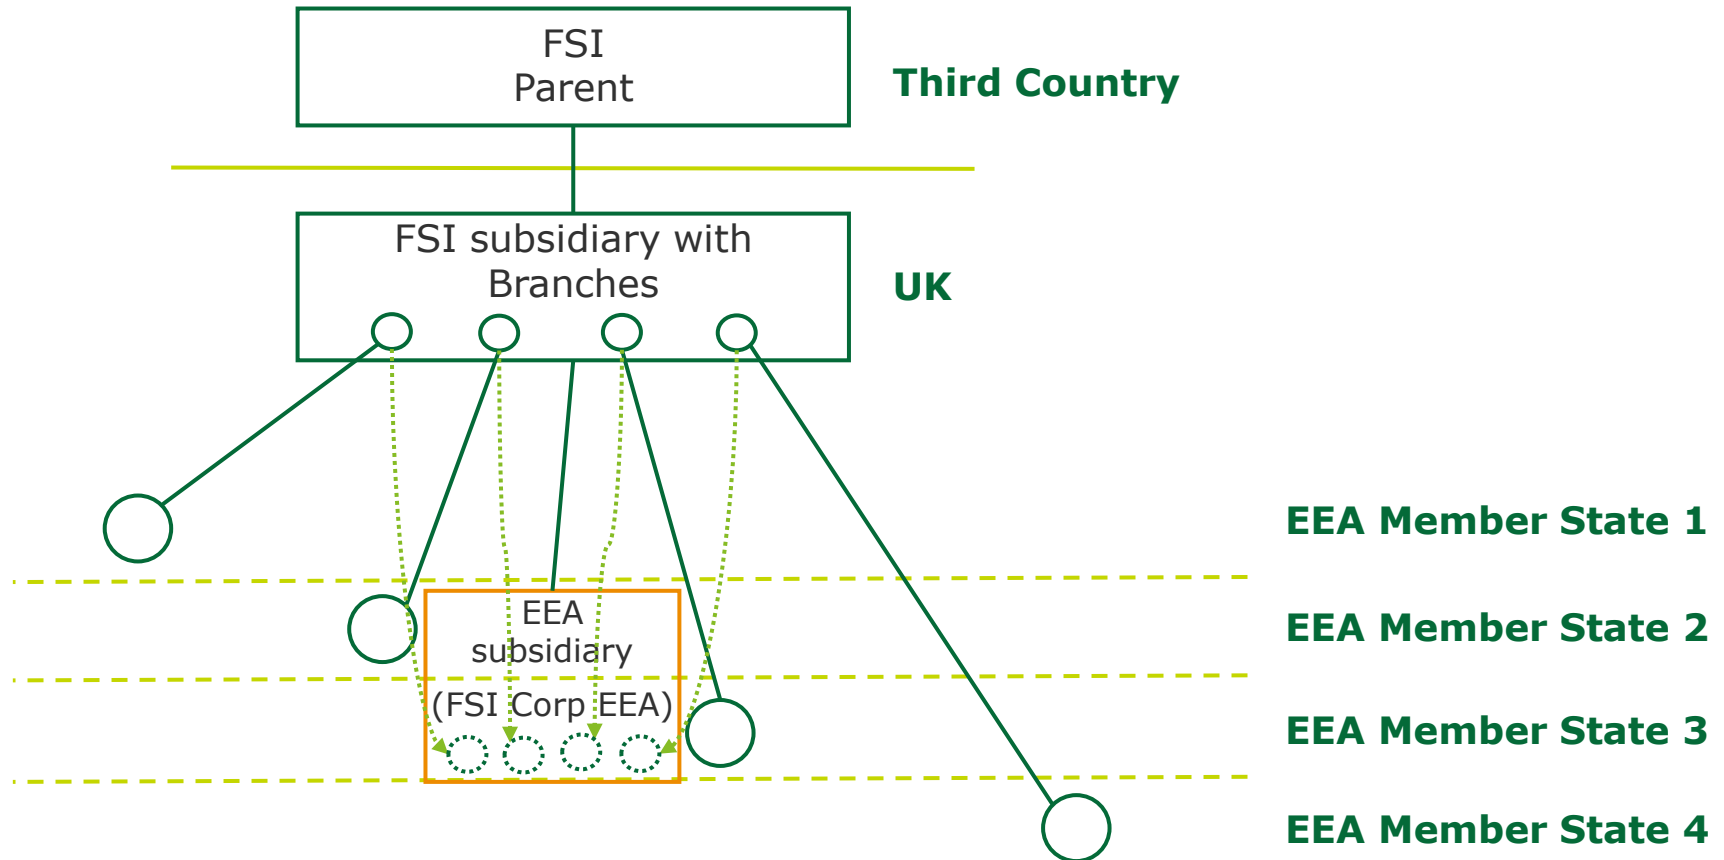 FSI
Parent
Third Country
FSI subsidiary with
Branches
UK
EEA Member State 1
EEA
subsidiary
EEA Member State 2
(FSI Corp EEA)
EEA Member State 3
EEA Member State 4